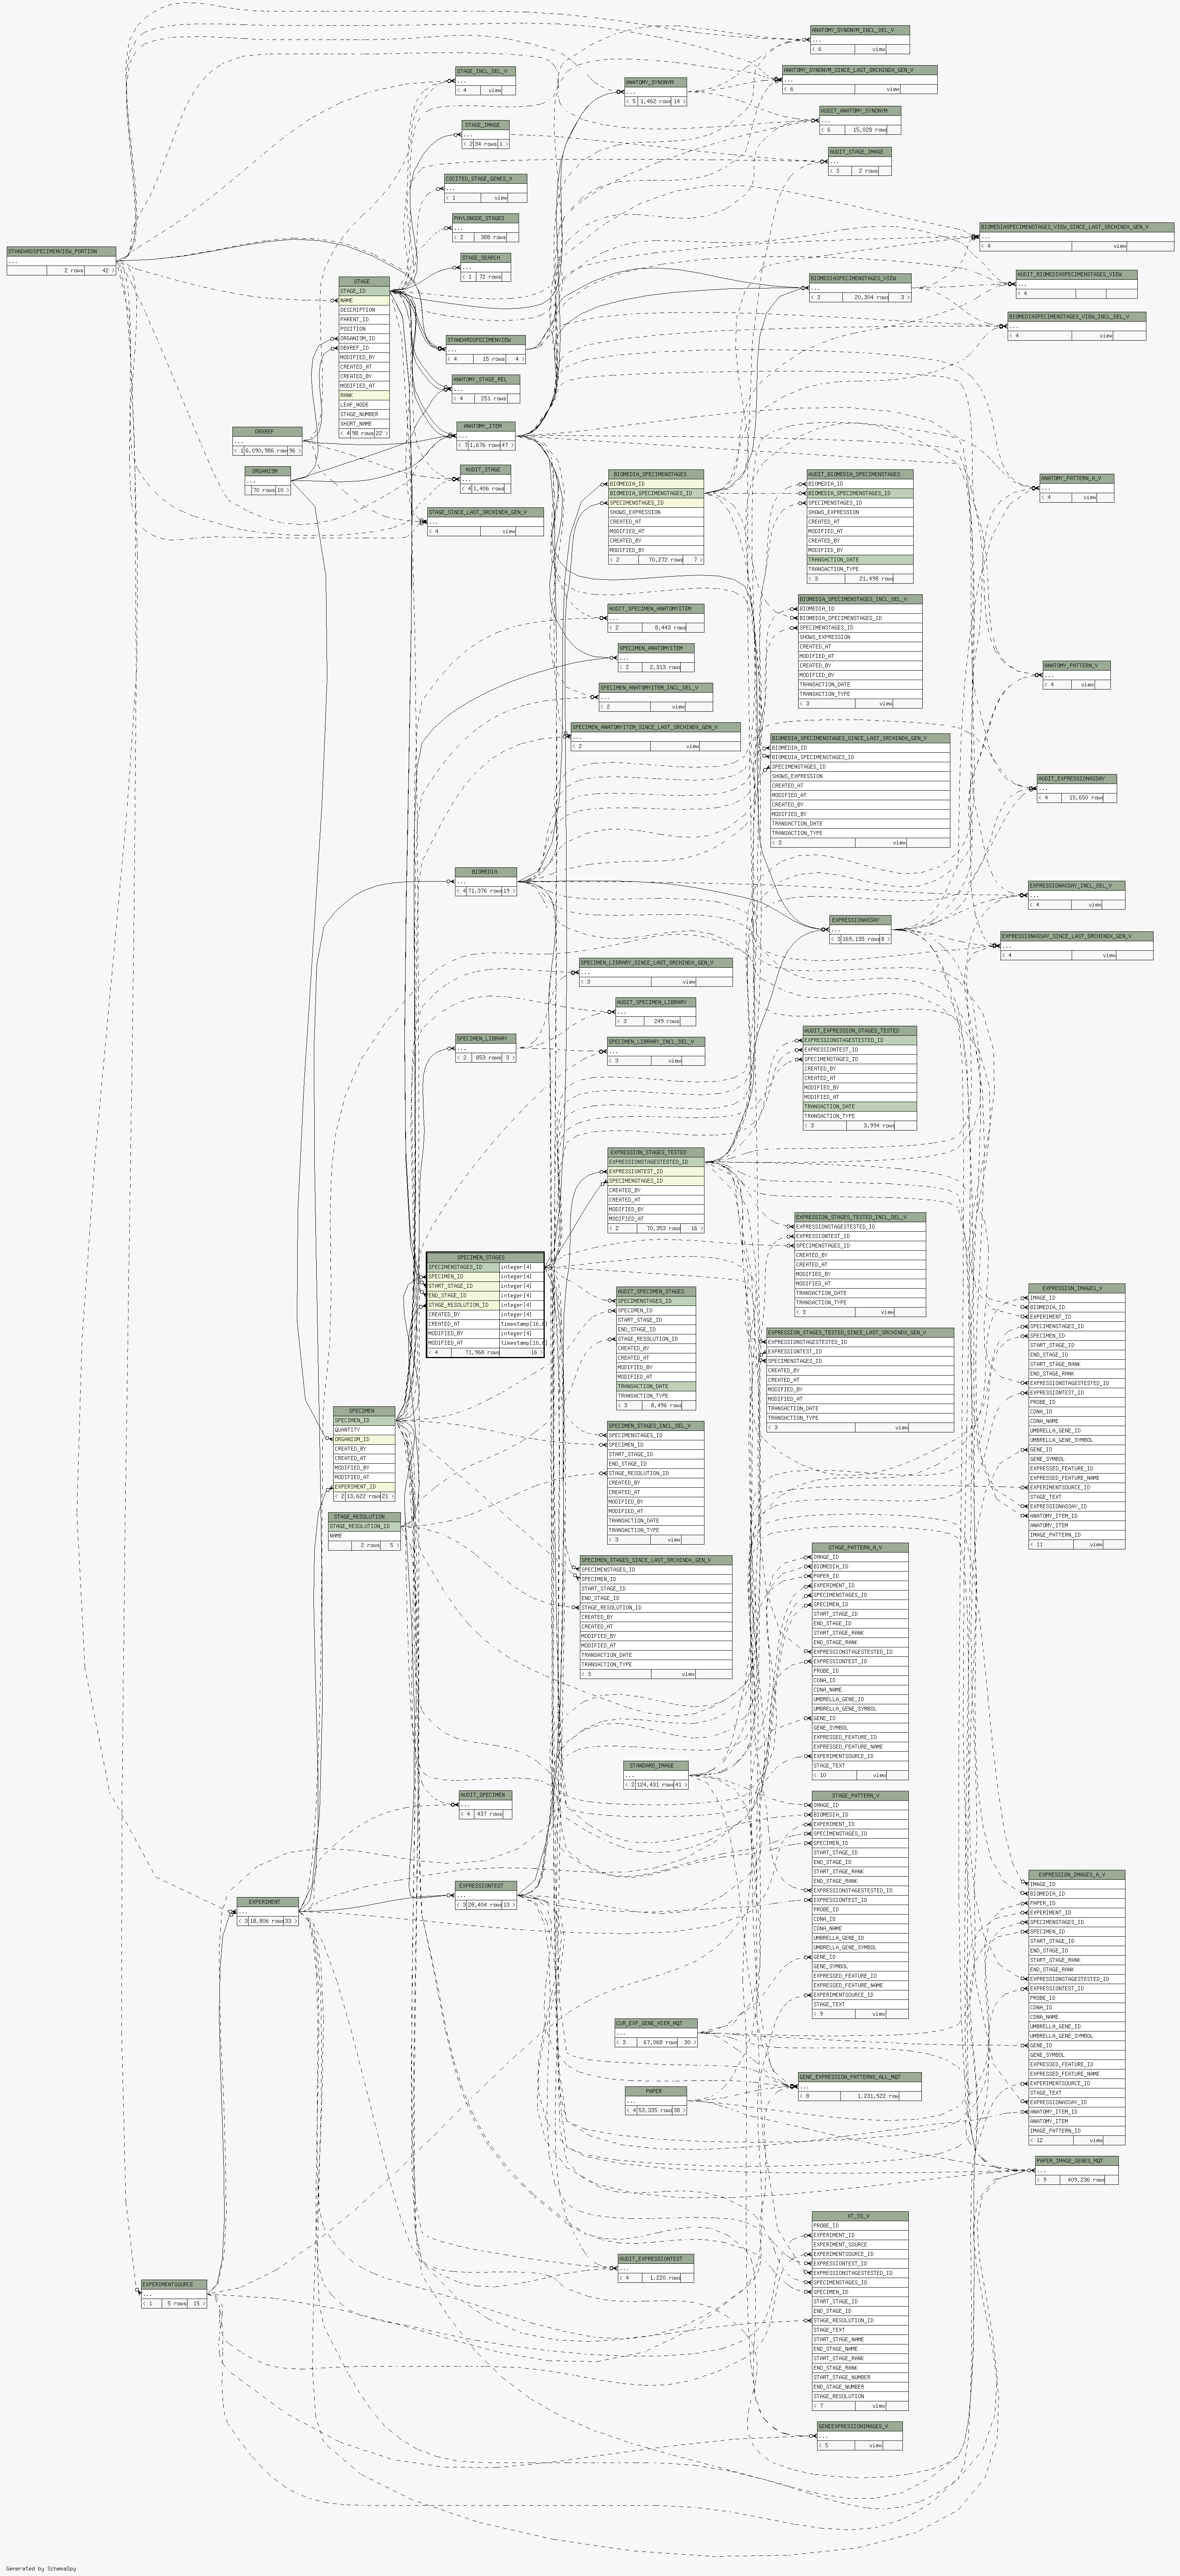 ANATOMY_SYNONYM_INCL_DEL_V
...
< 6 view
ANATOMY_SYNONYM_SINCE_LAST_SRCHINDX_GEN_V
...
< 6 view
STAGE_INCL_DEL_V
...
< 4 view
ANATOMY_SYNONYM
...
< 5 1,462 rows 14 >
AUDIT_ANATOMY_SYNONYM
...
< 6 15,028 rows
STAGE_IMAGE
...
< 2 34 rows 1 >
AUDIT_STAGE_IMAGE
...
< 3 2 rows
COCITED_STAGE_GENES_V
...
< 1 view
PHYLONODE_STAGES
...
< 2 388 rows
STANDARDSPECIMENVIEW_PORTION
...
2 rows 42 >
STAGE_SEARCH
...
< 1 72 rows
BIOMEDIASPECIMENSTAGES_VIEW_SINCE_LAST_SRCHINDX_GEN_V
...
< 4 view
STAGE
STAGE_ID
NAME
DESCRIPTION
PARENT_ID
POSITION
ORGANISM_ID
DBXREF_ID
MODIFIED_BY
CREATED_AT
CREATED_BY
MODIFIED_AT
RANK
LEAF_NODE
STAGE_NUMBER
SHORT_NAME
< 4 98 rows 22 >
BIOMEDIASPECIMENSTAGES_VIEW
...
< 3 20,304 rows 3 >
AUDIT_BIOMEDIASPECIMENSTAGES_VIEW
...
< 4
BIOMEDIASPECIMENSTAGES_VIEW_INCL_DEL_V
...
< 4 view
STANDARDSPECIMENVIEW
...
< 4 15 rows 4 >
ANATOMY_STAGE_REL
...
< 4 251 rows
ANATOMY_ITEM
...
< 7 1,676 rows 47 >
DBXREF
...
< 1 6,090,986 row 96 >
ORGANISM
...
70 rows 10 >
AUDIT_STAGE
...
< 4 1,406 rows
STAGE_SINCE_LAST_SRCHINDX_GEN_V
...
< 4 view
BIOMEDIA_SPECIMENSTAGES
BIOMEDIA_ID
BIOMEDIA_SPECIMENSTAGES_ID
SPECIMENSTAGES_ID
SHOWS_EXPRESSION
CREATED_AT
MODIFIED_AT
CREATED_BY
MODIFIED_BY
< 2 70,272 rows 7 >
AUDIT_BIOMEDIA_SPECIMENSTAGES
BIOMEDIA_ID
BIOMEDIA_SPECIMENSTAGES_ID
SPECIMENSTAGES_ID
SHOWS_EXPRESSION
CREATED_AT
MODIFIED_AT
CREATED_BY
MODIFIED_BY
TRANSACTION_DATE
TRANSACTION_TYPE
< 3 21,498 rows
ANATOMY_PATTERN_A_V
...
< 4 view
BIOMEDIA_SPECIMENSTAGES_INCL_DEL_V
BIOMEDIA_ID
BIOMEDIA_SPECIMENSTAGES_ID
SPECIMENSTAGES_ID
SHOWS_EXPRESSION
CREATED_AT
MODIFIED_AT
CREATED_BY
MODIFIED_BY
TRANSACTION_DATE
TRANSACTION_TYPE
< 3 view
AUDIT_SPECIMEN_ANATOMYITEM
...
< 2 8,443 rows
SPECIMEN_ANATOMYITEM
...
< 2 2,313 rows
SPECIMEN_ANATOMYITEM_INCL_DEL_V
...
< 2 view
SPECIMEN_ANATOMYITEM_SINCE_LAST_SRCHINDX_GEN_V
...
< 2 view
ANATOMY_PATTERN_V
...
< 4 view
BIOMEDIA_SPECIMENSTAGES_SINCE_LAST_SRCHINDX_GEN_V
BIOMEDIA_ID
BIOMEDIA_SPECIMENSTAGES_ID
SPECIMENSTAGES_ID
SHOWS_EXPRESSION
CREATED_AT
MODIFIED_AT
CREATED_BY
MODIFIED_BY
TRANSACTION_DATE
TRANSACTION_TYPE
< 3 view
AUDIT_EXPRESSIONASSAY
...
< 4 15,650 rows
BIOMEDIA
...
< 4 71,376 rows 19 >
EXPRESSIONASSAY_INCL_DEL_V
...
< 4 view
EXPRESSIONASSAY
...
< 3 169,135 rows 8 >
EXPRESSIONASSAY_SINCE_LAST_SRCHINDX_GEN_V
...
< 4 view
SPECIMEN_LIBRARY_SINCE_LAST_SRCHINDX_GEN_V
...
< 3 view
AUDIT_SPECIMEN_LIBRARY
...
< 3 249 rows
SPECIMEN_LIBRARY
...
< 2 853 rows 3 >
SPECIMEN_LIBRARY_INCL_DEL_V
...
< 3 view
AUDIT_EXPRESSION_STAGES_TESTED
EXPRESSIONSTAGESTESTED_ID
EXPRESSIONTEST_ID
SPECIMENSTAGES_ID
CREATED_BY
CREATED_AT
MODIFIED_BY
MODIFIED_AT
TRANSACTION_DATE
TRANSACTION_TYPE
< 3 3,994 rows
EXPRESSION_STAGES_TESTED
EXPRESSIONSTAGESTESTED_ID
EXPRESSIONTEST_ID
SPECIMENSTAGES_ID
CREATED_BY
CREATED_AT
MODIFIED_BY
MODIFIED_AT
< 2 70,353 rows 16 >
EXPRESSION_STAGES_TESTED_INCL_DEL_V
EXPRESSIONSTAGESTESTED_ID
EXPRESSIONTEST_ID
SPECIMENSTAGES_ID
CREATED_BY
CREATED_AT
MODIFIED_BY
MODIFIED_AT
TRANSACTION_DATE
TRANSACTION_TYPE
< 3 view
SPECIMEN_STAGES
SPECIMENSTAGES_ID integer[4]
SPECIMEN_ID integer[4]
START_STAGE_ID integer[4]
END_STAGE_ID integer[4]
STAGE_RESOLUTION_ID integer[4]
CREATED_BY integer[4]
CREATED_AT timestamp[16,6]
MODIFIED_BY integer[4]
MODIFIED_AT timestamp[16,6]
< 4 71,968 rows 16 >
AUDIT_SPECIMEN_STAGES
SPECIMENSTAGES_ID
SPECIMEN_ID
START_STAGE_ID
END_STAGE_ID
STAGE_RESOLUTION_ID
CREATED_BY
CREATED_AT
MODIFIED_BY
MODIFIED_AT
TRANSACTION_DATE
TRANSACTION_TYPE
< 3 8,496 rows
EXPRESSION_STAGES_TESTED_SINCE_LAST_SRCHINDX_GEN_V
EXPRESSIONSTAGESTESTED_ID
EXPRESSIONTEST_ID
SPECIMENSTAGES_ID
CREATED_BY
CREATED_AT
MODIFIED_BY
MODIFIED_AT
TRANSACTION_DATE
TRANSACTION_TYPE
< 3 view
EXPRESSION_IMAGES_V
IMAGE_ID
BIOMEDIA_ID
EXPERIMENT_ID
SPECIMENSTAGES_ID
SPECIMEN_ID
START_STAGE_ID
END_STAGE_ID
START_STAGE_RANK
END_STAGE_RANK
EXPRESSIONSTAGESTESTED_ID
EXPRESSIONTEST_ID
PROBE_ID
CDNA_ID
CDNA_NAME
UMBRELLA_GENE_ID
UMBRELLA_GENE_SYMBOL
GENE_ID
GENE_SYMBOL
EXPRESSED_FEATURE_ID
EXPRESSED_FEATURE_NAME
EXPERIMENTSOURCE_ID
STAGE_TEXT
EXPRESSIONASSAY_ID
ANATOMY_ITEM_ID
ANATOMY_ITEM
IMAGE_PATTERN_ID
< 11 view
SPECIMEN
SPECIMEN_ID
QUANTITY
ORGANISM_ID
CREATED_BY
CREATED_AT
MODIFIED_BY
MODIFIED_AT
EXPERIMENT_ID
< 2 13,622 rows 21 >
SPECIMEN_STAGES_INCL_DEL_V
SPECIMENSTAGES_ID
SPECIMEN_ID
START_STAGE_ID
END_STAGE_ID
STAGE_RESOLUTION_ID
CREATED_BY
CREATED_AT
MODIFIED_BY
MODIFIED_AT
TRANSACTION_DATE
TRANSACTION_TYPE
< 3 view
STAGE_RESOLUTION
STAGE_RESOLUTION_ID
NAME
2 rows 5 >
SPECIMEN_STAGES_SINCE_LAST_SRCHINDX_GEN_V
SPECIMENSTAGES_ID
SPECIMEN_ID
START_STAGE_ID
END_STAGE_ID
STAGE_RESOLUTION_ID
CREATED_BY
CREATED_AT
MODIFIED_BY
MODIFIED_AT
TRANSACTION_DATE
TRANSACTION_TYPE
< 3 view
STAGE_PATTERN_A_V
IMAGE_ID
BIOMEDIA_ID
PAPER_ID
EXPERIMENT_ID
SPECIMENSTAGES_ID
SPECIMEN_ID
START_STAGE_ID
END_STAGE_ID
START_STAGE_RANK
END_STAGE_RANK
EXPRESSIONSTAGESTESTED_ID
EXPRESSIONTEST_ID
PROBE_ID
CDNA_ID
CDNA_NAME
UMBRELLA_GENE_ID
UMBRELLA_GENE_SYMBOL
GENE_ID
GENE_SYMBOL
EXPRESSED_FEATURE_ID
EXPRESSED_FEATURE_NAME
EXPERIMENTSOURCE_ID
STAGE_TEXT
< 10 view
STANDARD_IMAGE
...
< 2 124,431 rows 41 >
AUDIT_SPECIMEN
...
< 4 437 rows
STAGE_PATTERN_V
IMAGE_ID
BIOMEDIA_ID
EXPERIMENT_ID
SPECIMENSTAGES_ID
SPECIMEN_ID
START_STAGE_ID
END_STAGE_ID
START_STAGE_RANK
END_STAGE_RANK
EXPRESSIONSTAGESTESTED_ID
EXPRESSIONTEST_ID
PROBE_ID
CDNA_ID
CDNA_NAME
UMBRELLA_GENE_ID
UMBRELLA_GENE_SYMBOL
GENE_ID
GENE_SYMBOL
EXPRESSED_FEATURE_ID
EXPRESSED_FEATURE_NAME
EXPERIMENTSOURCE_ID
STAGE_TEXT
< 9 view
EXPRESSIONTEST
...
< 3 28,404 rows 13 >
EXPERIMENT
...
< 3 18,806 rows 33 >
EXPRESSION_IMAGES_A_V
IMAGE_ID
BIOMEDIA_ID
PAPER_ID
EXPERIMENT_ID
SPECIMENSTAGES_ID
SPECIMEN_ID
START_STAGE_ID
END_STAGE_ID
START_STAGE_RANK
END_STAGE_RANK
EXPRESSIONSTAGESTESTED_ID
EXPRESSIONTEST_ID
PROBE_ID
CDNA_ID
CDNA_NAME
UMBRELLA_GENE_ID
UMBRELLA_GENE_SYMBOL
GENE_ID
GENE_SYMBOL
EXPRESSED_FEATURE_ID
EXPRESSED_FEATURE_NAME
EXPERIMENTSOURCE_ID
STAGE_TEXT
EXPRESSIONASSAY_ID
ANATOMY_ITEM_ID
ANATOMY_ITEM
IMAGE_PATTERN_ID
< 12 view
CUR_EXP_GENE_HIER_MQT
...
< 3 67,068 rows 30 >
GENE_EXPRESSION_PATTERNS_ALL_MQT
...
< 8 1,231,522 row
PAPER
...
< 4 53,335 rows 38 >
PAPER_IMAGE_GENES_MQT
...
< 9 409,236 rows
XT_SS_V
PROBE_ID
EXPERIMENT_ID
EXPERIMENT_SOURCE
EXPERIMENTSOURCE_ID
EXPRESSIONTEST_ID
EXPRESSIONSTAGESTESTED_ID
SPECIMENSTAGES_ID
SPECIMEN_ID
START_STAGE_ID
END_STAGE_ID
STAGE_RESOLUTION_ID
STAGE_TEXT
START_STAGE_NAME
END_STAGE_NAME
START_STAGE_RANK
END_STAGE_RANK
START_STAGE_NUMBER
END_STAGE_NUMBER
STAGE_RESOLUTION
< 7 view
AUDIT_EXPRESSIONTEST
...
< 4 1,220 rows
EXPERIMENTSOURCE
...
< 1 5 rows 15 >
GENEEXPRESSIONIMAGES_V
...
< 5 view
Generated by SchemaSpy